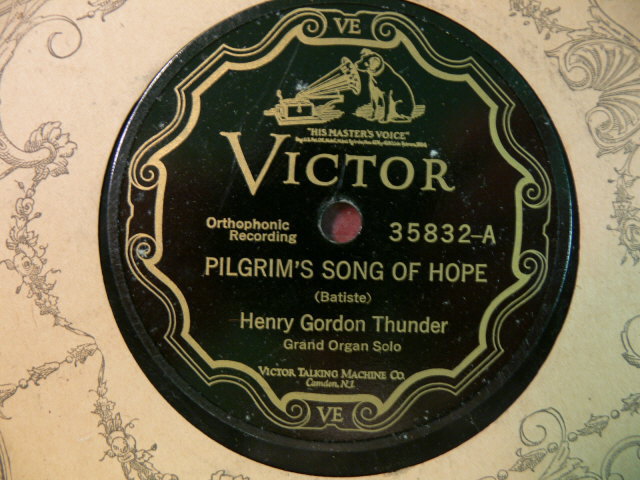 VE
"HIS MASTER'S VOICE"
VICTOR
Orthophonic
Recording
35832-A
PILGRIM'S SONG OF HOPE
(Batiste)
Henry Gordon Thunder
Grand Organ Solo
VICTOR TALKING MACHINE CO.
Camden, N.J.
VE